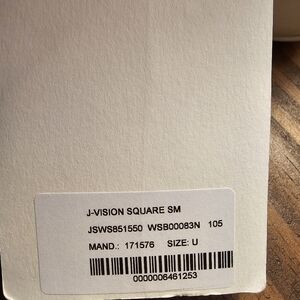 J-VISION SQUARE SM
JSWS851550 WSB00083N 105
MAND.: 171576 SIZE: U
0000006461253